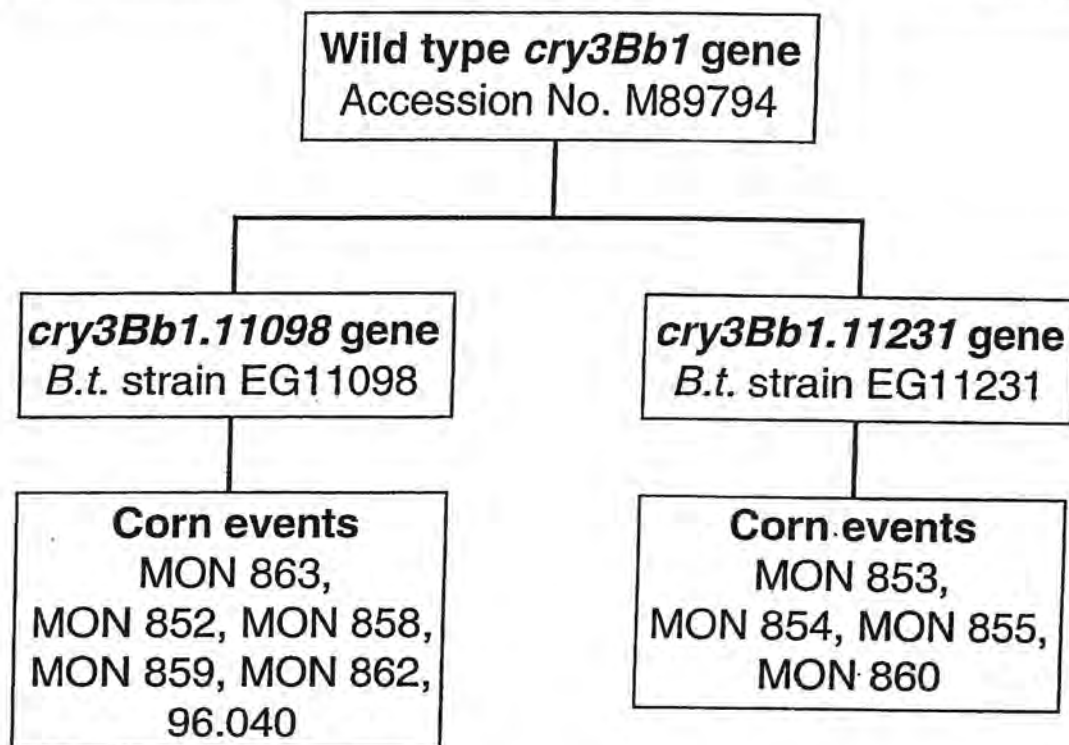 Wild type cry3Bb1 gene
Accession No. M89794
cry3Bb1.11098 gene
B.t. strain EG11098
cry3Bb1.11231 gene
B.t. strain EG11231
Corn events
MON 863,
MON 852, MON 858,
MON 859, MON 862,
96.040
Corn events
MON 853,
MON 854, MON 855,
MON 860